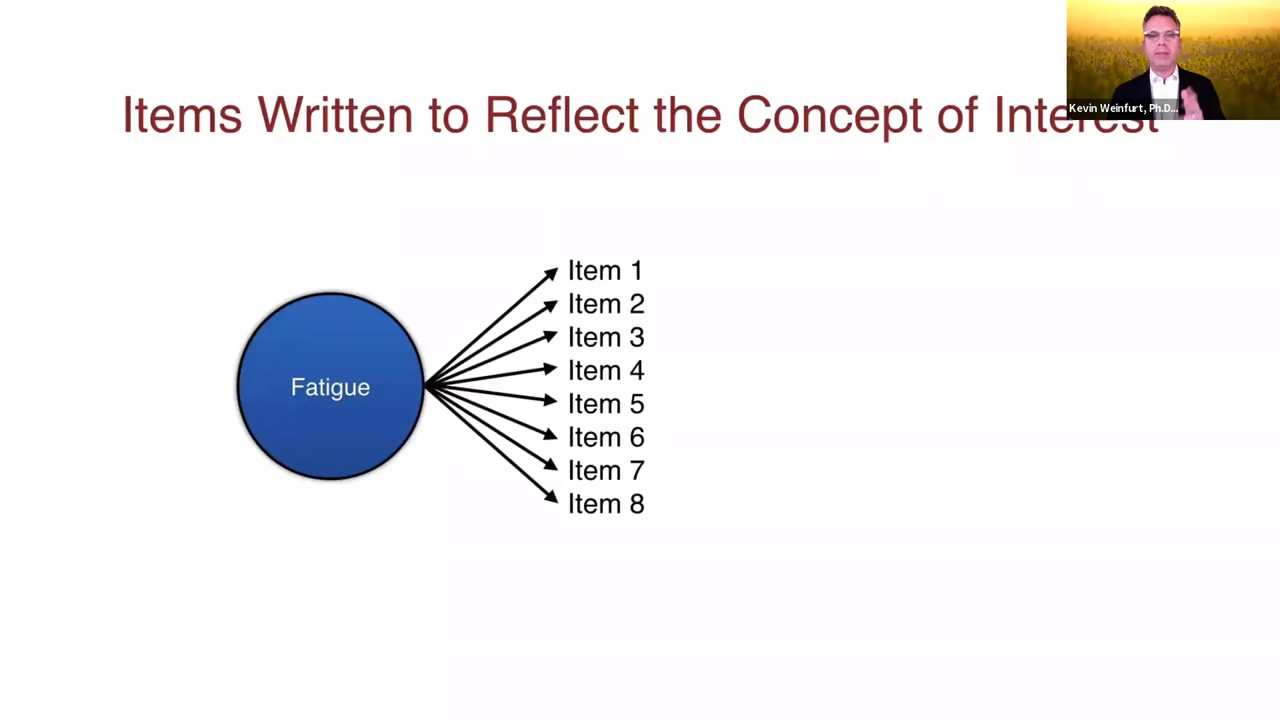 Items Written to Reflect the Concept of Interest
Kevin Weinfurt, Ph.D...
Item 1
Item 2
Item 3
Item 4
Fatigue
Item 5
Item 6
Item 7
Item 8